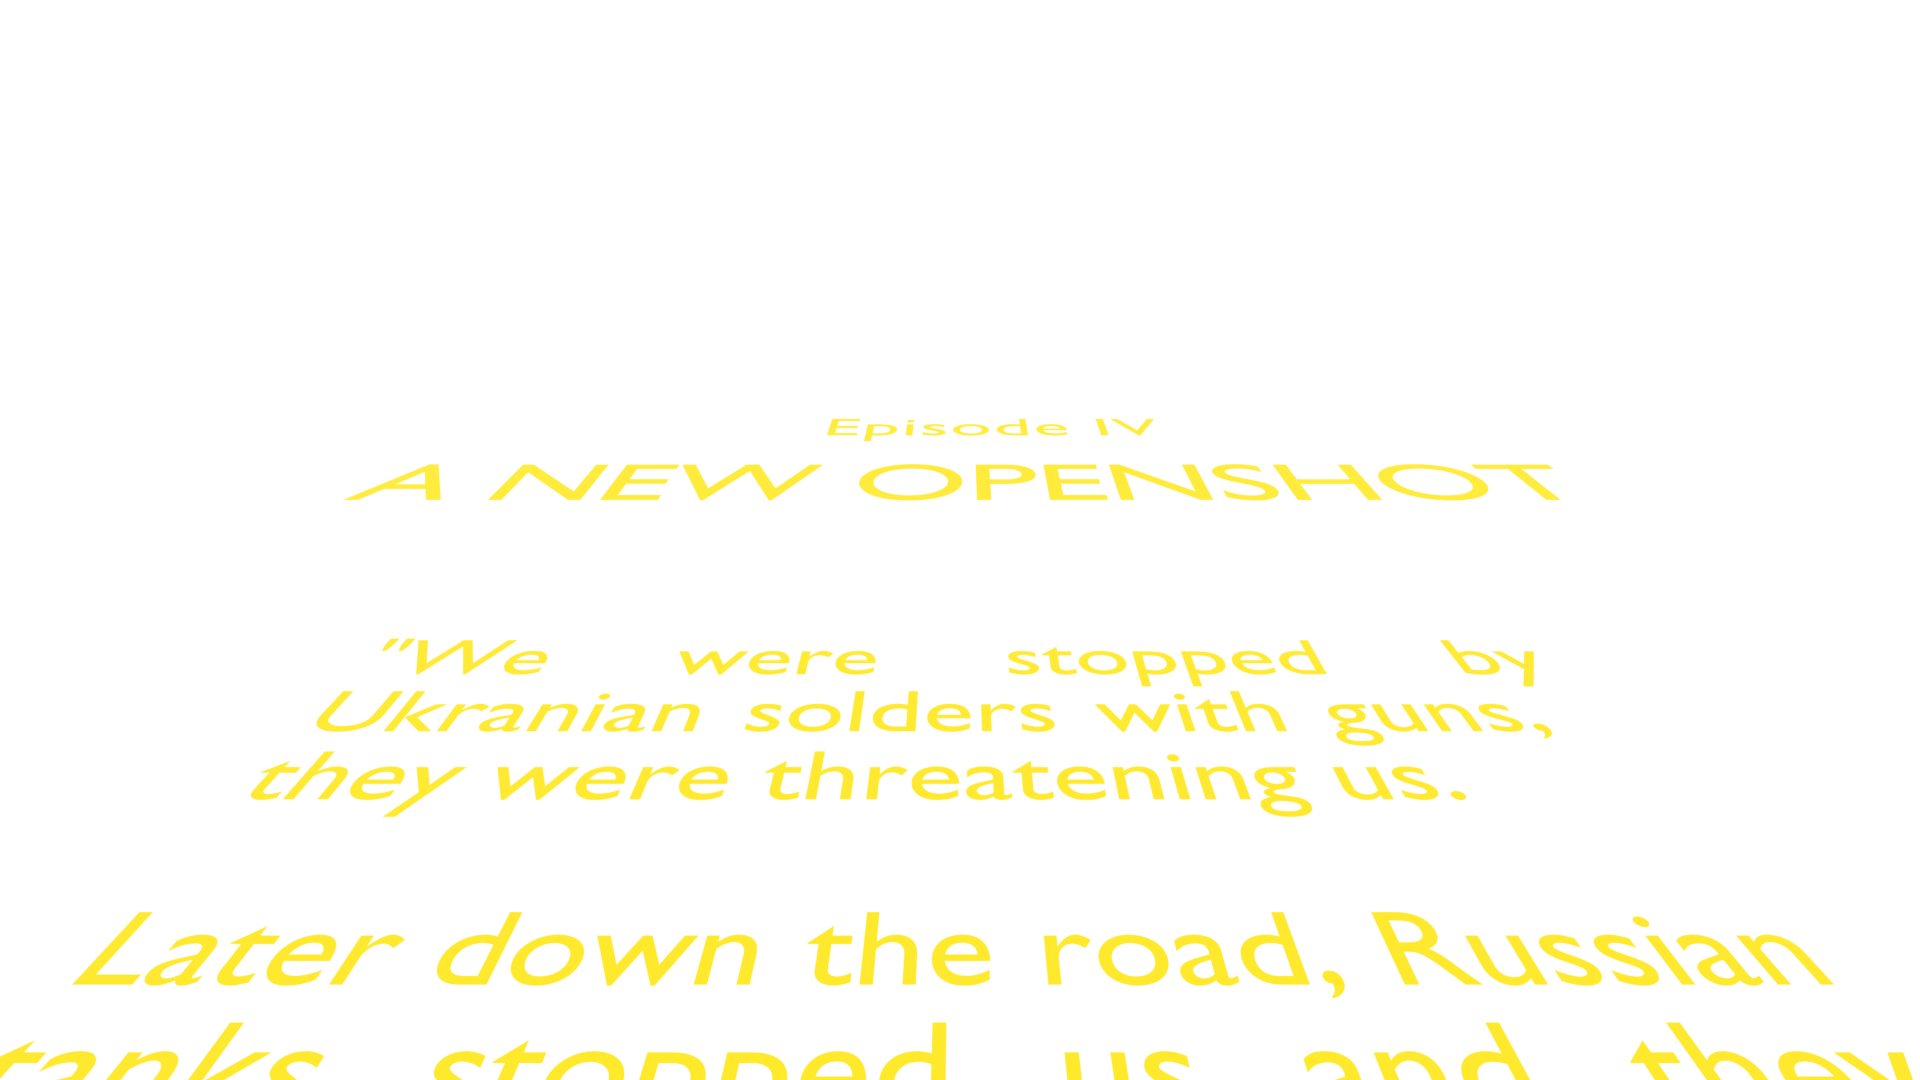 Episode IV
A NEW OPENSHOT
"We were stopped by
Ukranian solders with guns,
they were threatening us.
Later down the road, Russian
tanks stopped us and they